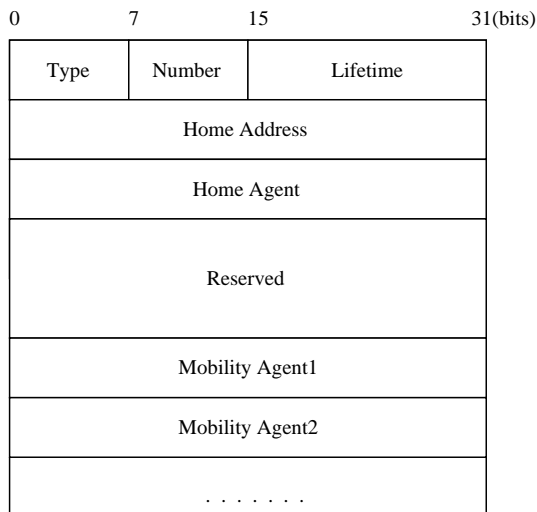 0 7 15 31(bits)
Type Number Lifetime
Home Address
Home Agent
Reserved
Mobility Agent1
Mobility Agent2
. . . . . . .